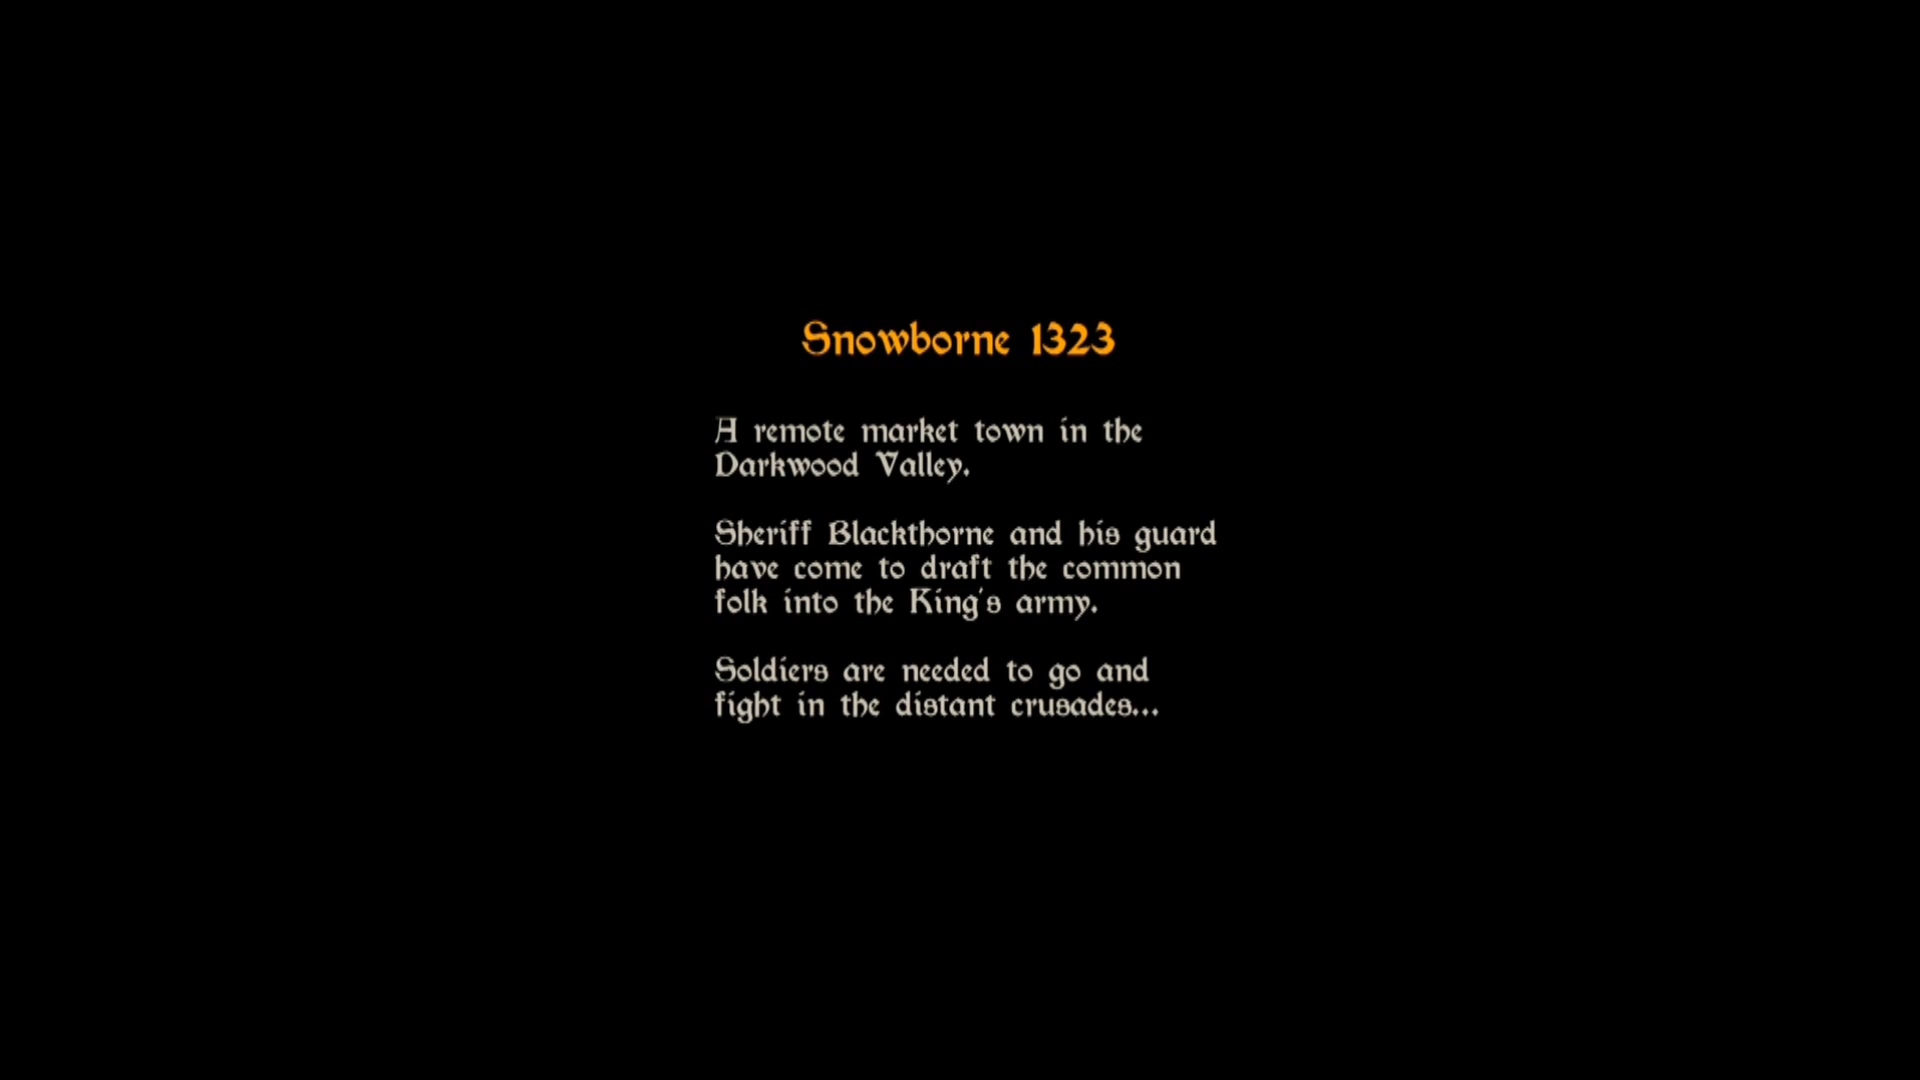 Snowborne 1323
A remote market town in the
Darkwood Valley.
Sheriff Blackthorne and his guard
have come to draft the common
folk into the King's army.
Soldiers are needed to go and
fight in the distant crusades...